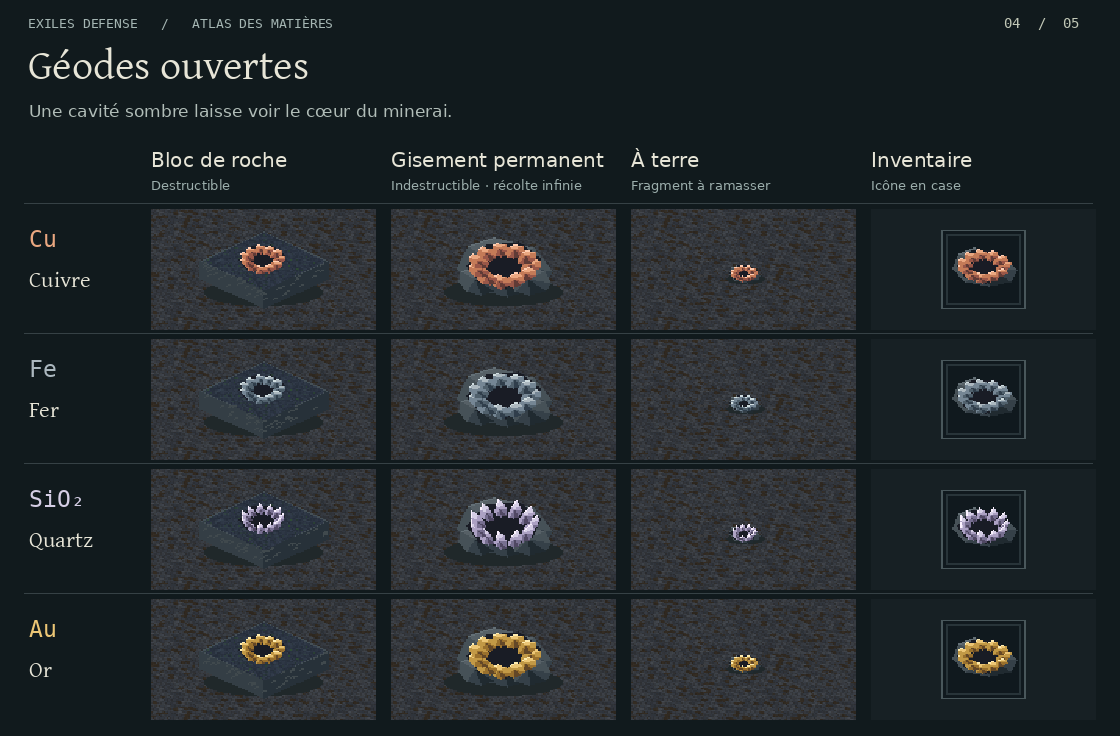 EXILES DEFENSE / ATLAS DES MATIÈRES
04 / 05
Géodes ouvertes
Une cavité sombre laisse voir le cœur du minerai.
Bloc de roche
Gisement permanent
À terre
Inventaire
Destructible
Indestructible · récolte infinie
Fragment à ramasser
Icône en case
Cu
Cuivre
Fe
Fer
SiO₂
Quartz
Au
Or